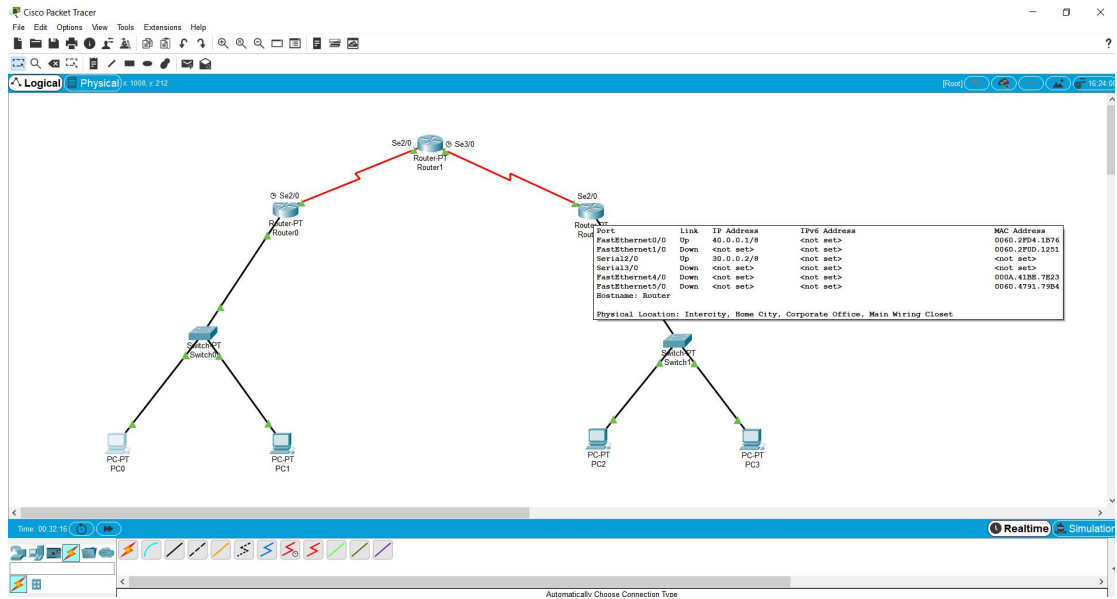 Cisco Packet Tracer
File Edit Options View Tools Extensions Help
?
Logical Physical x: 1008, y: 212 [Root] 16:24:00
Se2/0 Se3/0
Router-PT
Router1
Se2/0
Router-PT
Router0
Se2/0
Port Link IP Address IPv6 Address MAC Address
FastEthernet0/0 Up 40.0.0.1/8 <not set> 0060.2FD4.1B76
FastEthernet1/0 Down <not set> <not set> 0060.2F0D.1251
Serial2/0 Up 30.0.0.2/8 <not set> <not set>
Serial3/0 Down <not set> <not set> <not set>
FastEthernet4/0 Down <not set> <not set> 000A.41BE.7E23
FastEthernet5/0 Down <not set> <not set> 0060.4791.79B4
Hostname: Router
Physical Location: Intercity, Home City, Corporate Office, Main Wiring Closet
Switch-PT
Switch0
Switch-PT
Switch1
PC-PT
PC0
PC-PT
PC1
PC-PT
PC2
PC-PT
PC3
Time: 00:32:16 Realtime Simulation
Automatically Choose Connection Type